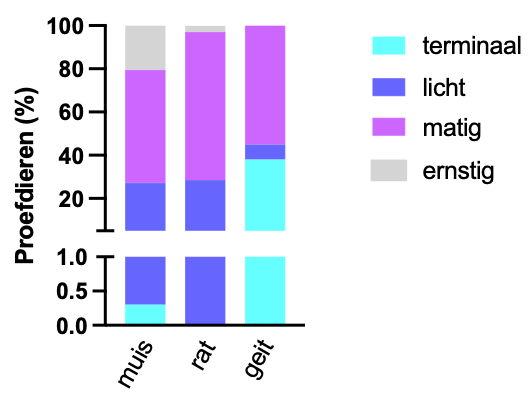 100
80
60
40
20
1.0
0.5
0.0
Proefdieren (%)
muis
rat
geit
terminaal
licht
matig
ernstig